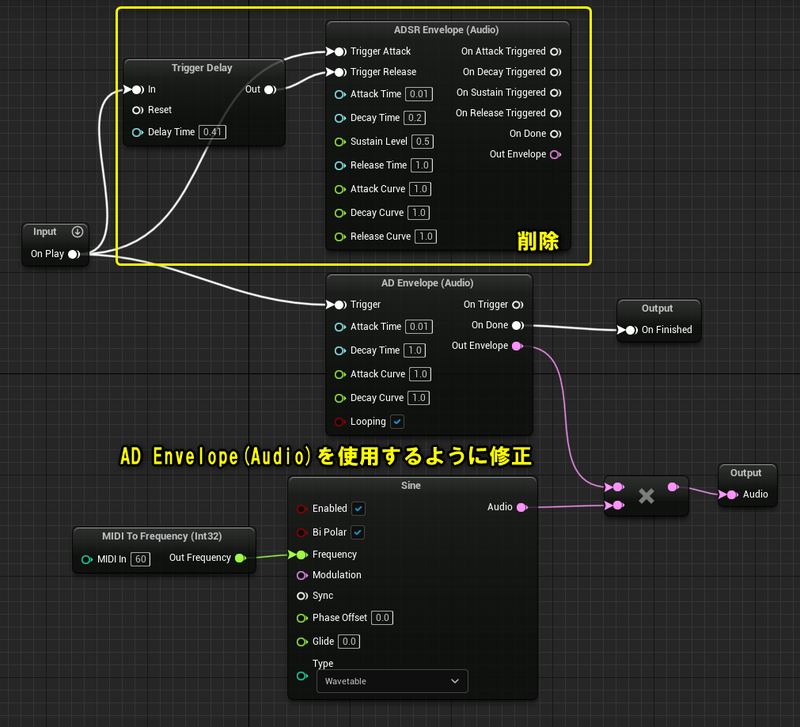 ADSR Envelope (Audio)
Trigger Attack
On Attack Triggered
Trigger Release
On Decay Triggered
Attack Time 0.01
On Sustain Triggered
Decay Time 0.2
On Release Triggered
Sustain Level 0.5
On Done
Release Time 1.0
Out Envelope
Attack Curve 1.0
Decay Curve 1.0
Release Curve 1.0
削除
Trigger Delay
In
Out
Reset
Delay Time 0.41
Input
On Play
AD Envelope (Audio)
Trigger
On Trigger
Attack Time 0.01
On Done
Decay Time 1.0
Out Envelope
Attack Curve 1.0
Decay Curve 1.0
Looping
Output
On Finished
AD Envelope(Audio)を使用するように修正
Output
Audio
Sine
Enabled
Audio
Bi Polar
Frequency
Modulation
Sync
Phase Offset 0.0
Glide 0.0
Type
Wavetable
MIDI To Frequency (Int32)
MIDI In 60
Out Frequency